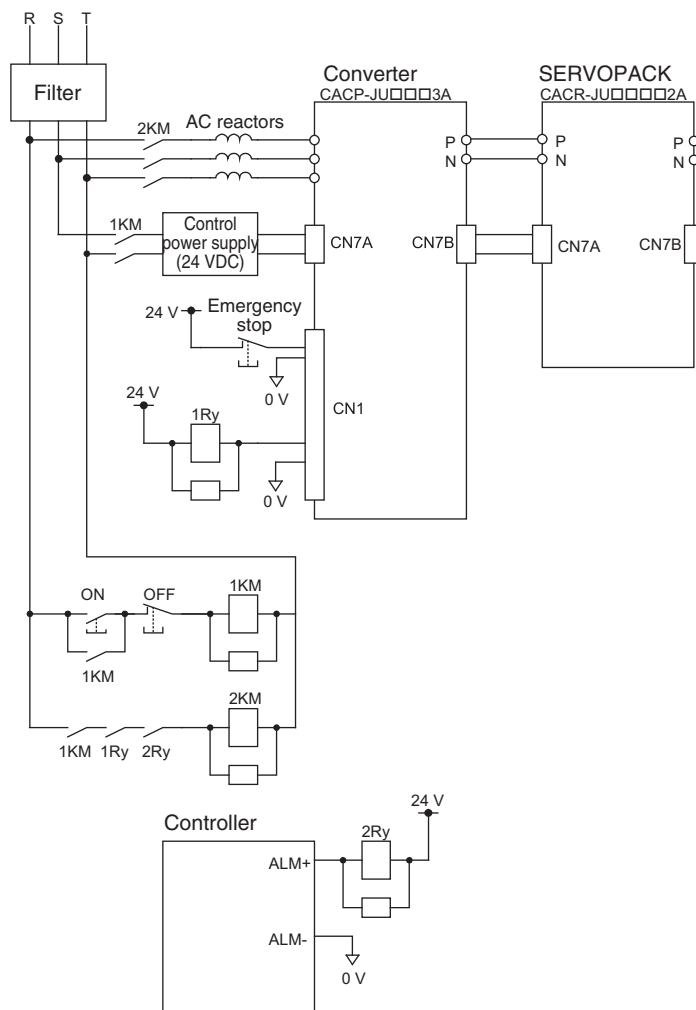 R S T
Filter
2KM
AC reactors
Converter
CACP-JU□□□3A
SERVOPACK
CACR-JU□□□□2A
P
N
P
N
P
N
1KM
Control
power supply
(24 VDC)
CN7A
CN7B
CN7A
CN7B
24 V
Emergency
stop
0 V
CN1
24 V
1Ry
0 V
ON
OFF
1KM
1KM
2KM
1KM 1Ry 2Ry
Controller
24 V
2Ry
ALM+
ALM-
0 V